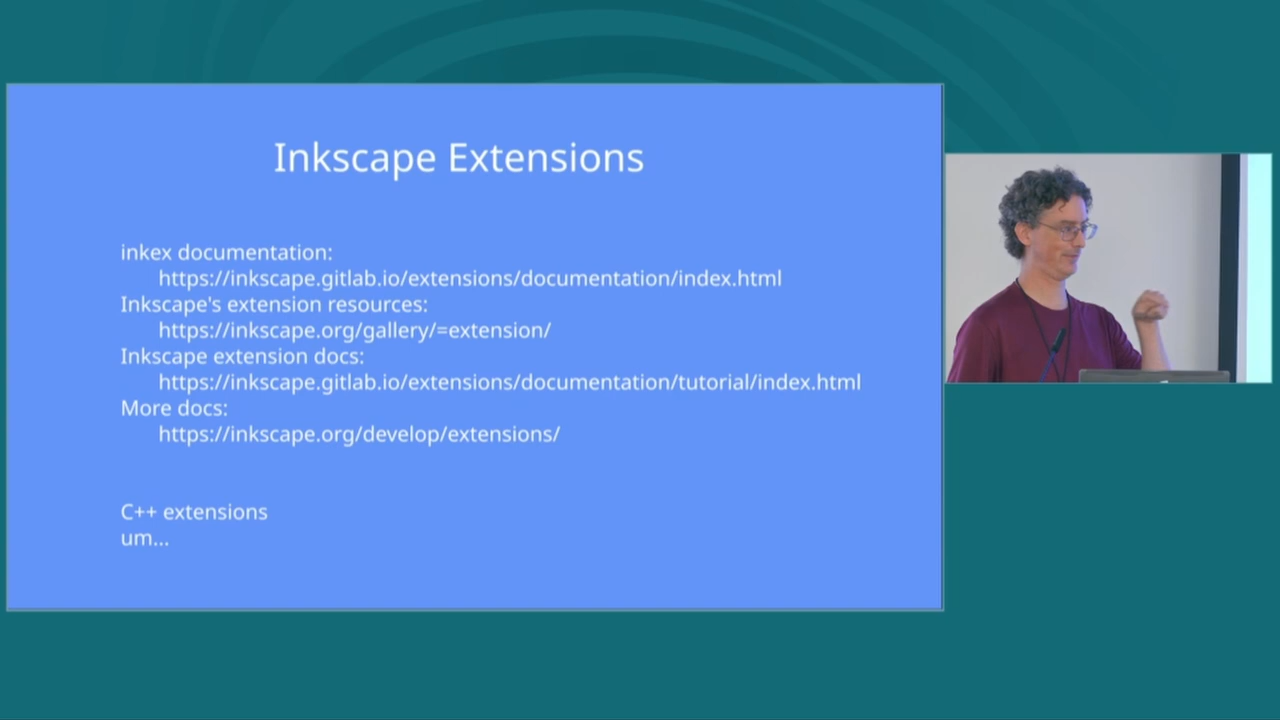 Inkscape Extensions
inkex documentation:
https://inkscape.gitlab.io/extensions/documentation/index.html
Inkscape's extension resources:
https://inkscape.org/gallery/=extension/
Inkscape extension docs:
https://inkscape.gitlab.io/extensions/documentation/tutorial/index.html
More docs:
https://inkscape.org/develop/extensions/
C++ extensions
um...